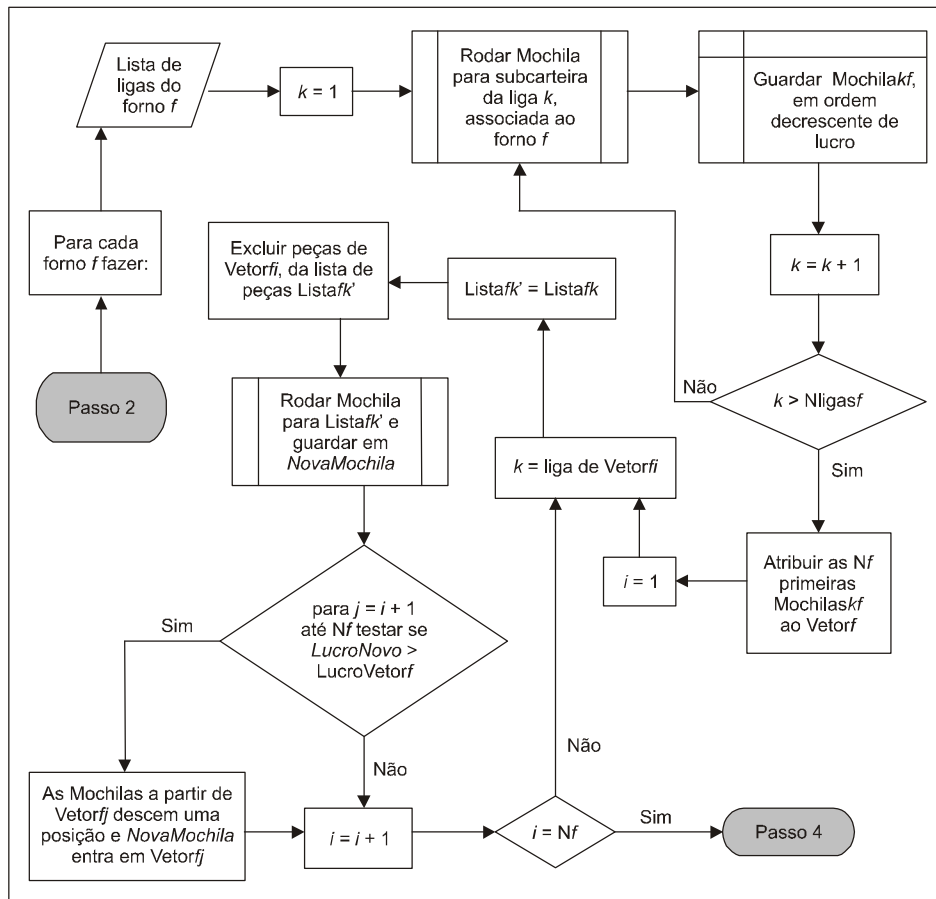 Lista de
ligas do
forno f
k = 1
Rodar Mochila
para subcarteira
da liga k,
associada ao
forno f
Guardar Mochilakf,
em ordem
decrescente de
lucro
Para cada
forno f fazer:
Excluir peças de
Vetorfi, da lista de
peças Listafk’
Listafk’ = Listafk
k = k + 1
Passo 2
Rodar Mochila
para Listafk’ e
guardar em
NovaMochila
Não
k > Nligasf
k = liga de Vetorfi
Sim
i = 1
Atribuir as Nf
primeiras
Mochilaskf
ao Vetorf
Sim
para j = i + 1
até Nf testar se
LucroNovo >
LucroVetorf
Não
Não
As Mochilas a partir de
Vetorfj descem uma
posição e NovaMochila
entra em Vetorfj
i = i + 1
i = Nf
Sim
Passo 4